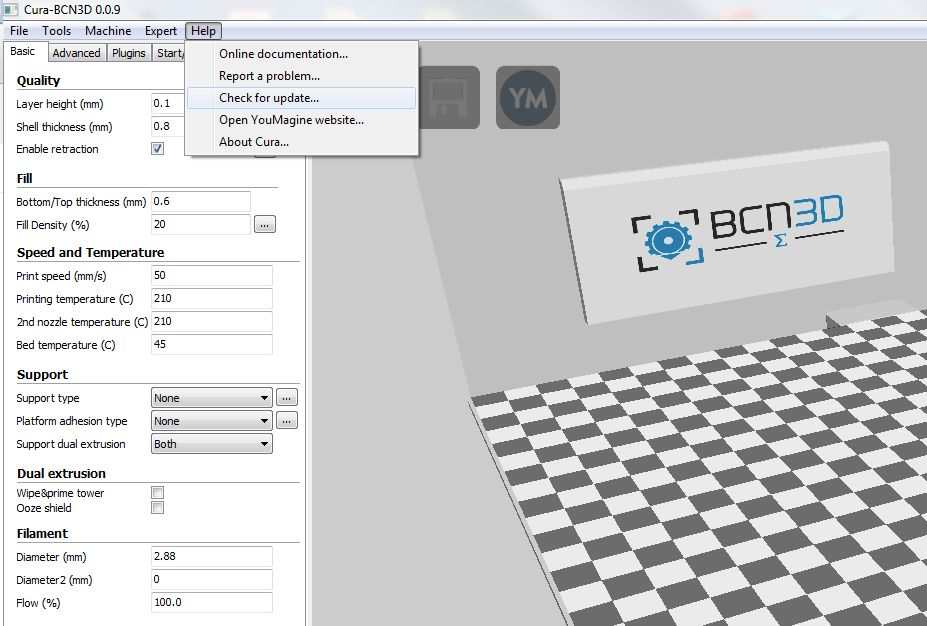 Cura-BCN3D 0.0.9
File Tools Machine Expert Help
Basic Advanced Plugins Start/
Online documentation...
Report a problem...
Check for update...
Open YouMagine website...
About Cura...
YM
Quality
Layer height (mm) 0.1
Shell thickness (mm) 0.8
Enable retraction
Fill
Bottom/Top thickness (mm) 0.6
Fill Density (%) 20 ...
Speed and Temperature
Print speed (mm/s) 50
Printing temperature (C) 210
2nd nozzle temperature (C) 210
Bed temperature (C) 45
Support
Support type None ...
Platform adhesion type None ...
Support dual extrusion Both
Dual extrusion
Wipe&prime tower
Ooze shield
Filament
Diameter (mm) 2.88
Diameter2 (mm) 0
Flow (%) 100.0
BCN3D
Σ